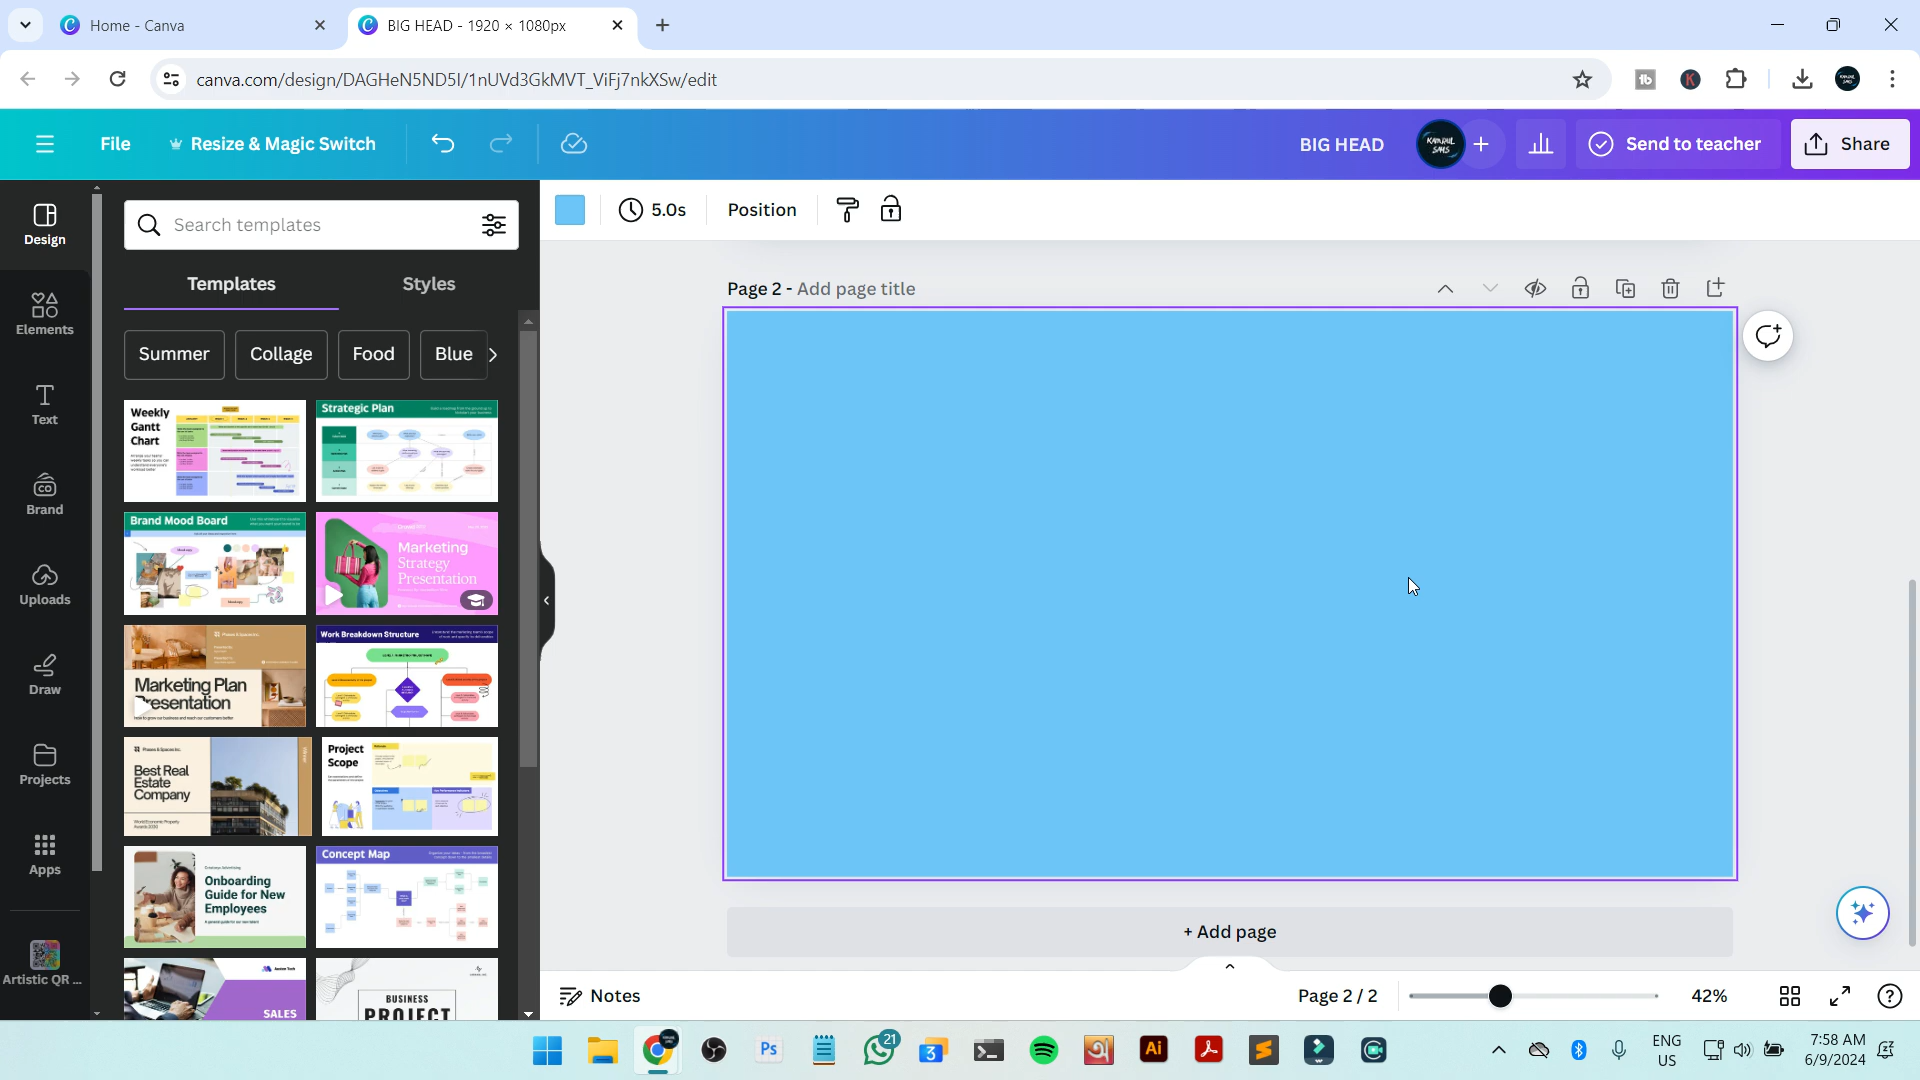 Home - Canva
BIG HEAD - 1920 × 1080px
canva.com/design/DAGHeN5ND5I/1nUVd3GkMVT_ViFj7nkXSw/edit
File
Resize & Magic Switch
BIG HEAD
Send to teacher
Share
Design
Elements
Text
Brand
Uploads
Draw
Projects
Apps
Artistic QR ...
Search templates
Templates
Styles
Summer
Collage
Food
Blue
Weekly
Gantt
Chart
Strategic Plan
Brand Mood Board
Marketing
Strategy
Presentation
Marketing Plan
Presentation
Work Breakdown Structure
Best Real
Estate
Company
Project
Scope
Onboarding
Guide for New
Employees
Concept Map
SALES
BUSINESS
PROJECT
5.0s
Position
Page 2 - Add page title
+ Add page
Notes
Page 2 / 2
42%
Ps
21
3
Ai
ENG
US
7:58 AM
6/9/2024